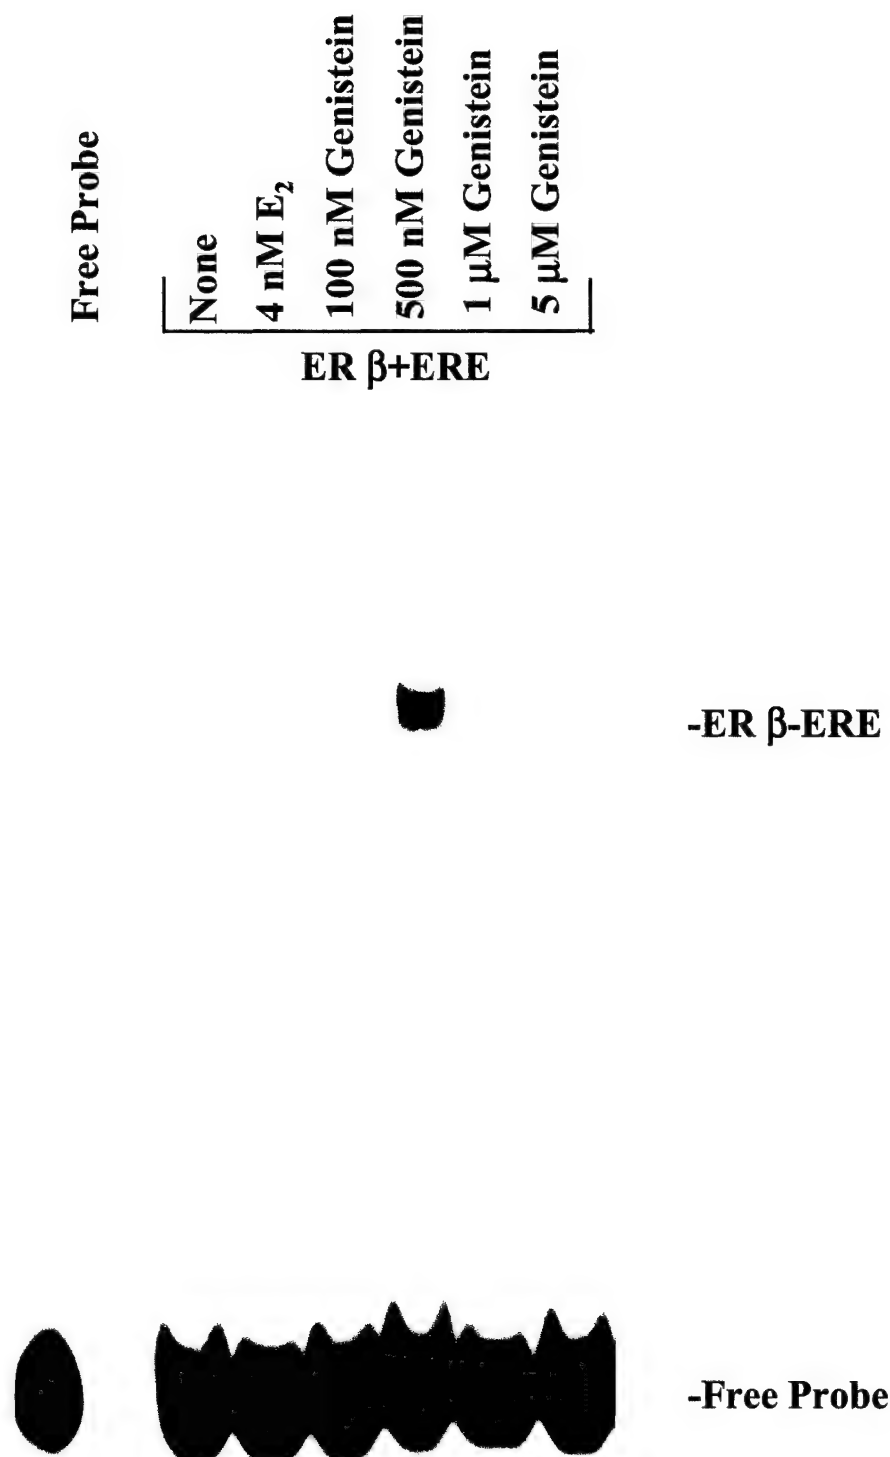 Free Probe
None
4 nM E₂
100 nM Genistein
500 nM Genistein
1 μM Genistein
5 μM Genistein
ER β+ERE
-ER β-ERE
-Free Probe